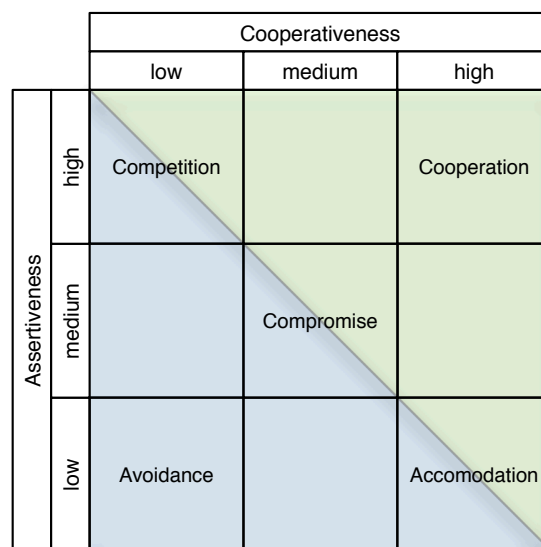 Cooperativeness
low medium high
Assertiveness
high
Competition Cooperation
medium
Compromise
low
Avoidance Accomodation